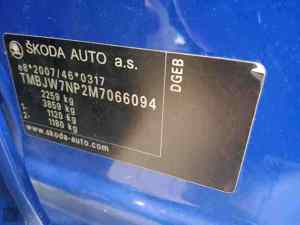 ŠKODA AUTO a.s.
e8*2007/46*0317
TMBJW7NP2M7066094
2259 kg
3859 kg
1- 1120 kg
2- 1180 kg
www.skoda-auto.com
DGEB